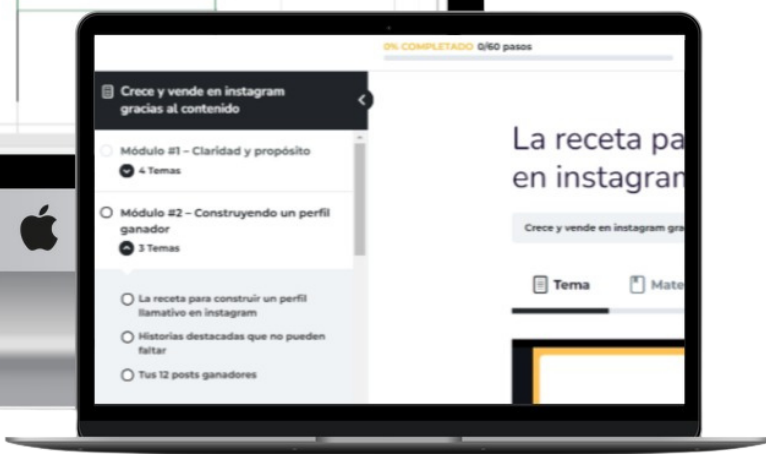 0% COMPLETADO 0/60 pasos
Crece y vende en instagram
gracias al contenido
Módulo #1 – Claridad y propósito
4 Temas
Módulo #2 – Construyendo un perfil
ganador
3 Temas
La receta para construir un perfil
llamativo en instagram
Historias destacadas que no pueden
faltar
Tus 12 posts ganadores
La receta pa
en instagran
Crece y vende en instagram gra
Tema
Mate